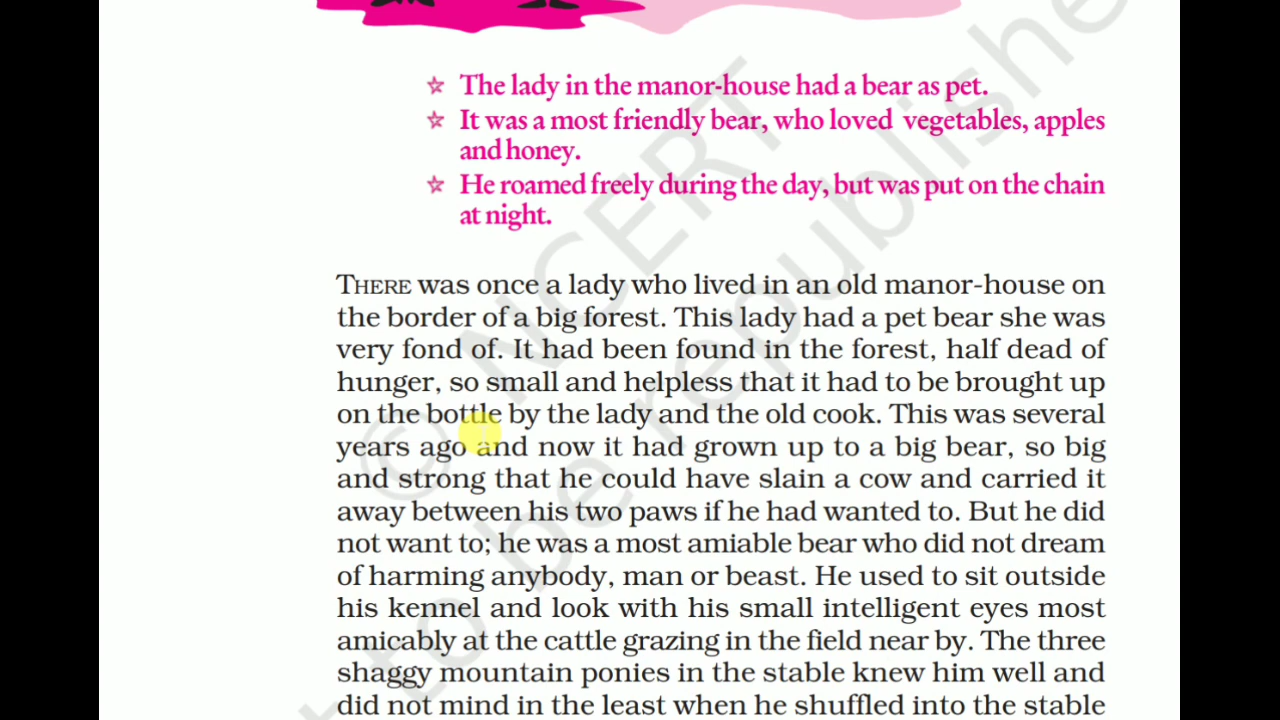 ☆ The lady in the manor-house had a bear as pet.
☆ It was a most friendly bear, who loved vegetables, apples
and honey.
☆ He roamed freely during the day, but was put on the chain
at night.
THERE was once a lady who lived in an old manor-house on
the border of a big forest. This lady had a pet bear she was
very fond of. It had been found in the forest, half dead of
hunger, so small and helpless that it had to be brought up
on the bottle by the lady and the old cook. This was several
years ago and now it had grown up to a big bear, so big
and strong that he could have slain a cow and carried it
away between his two paws if he had wanted to. But he did
not want to; he was a most amiable bear who did not dream
of harming anybody, man or beast. He used to sit outside
his kennel and look with his small intelligent eyes most
amicably at the cattle grazing in the field near by. The three
shaggy mountain ponies in the stable knew him well and
did not mind in the least when he shuffled into the stable
© NCERT
to be republishe